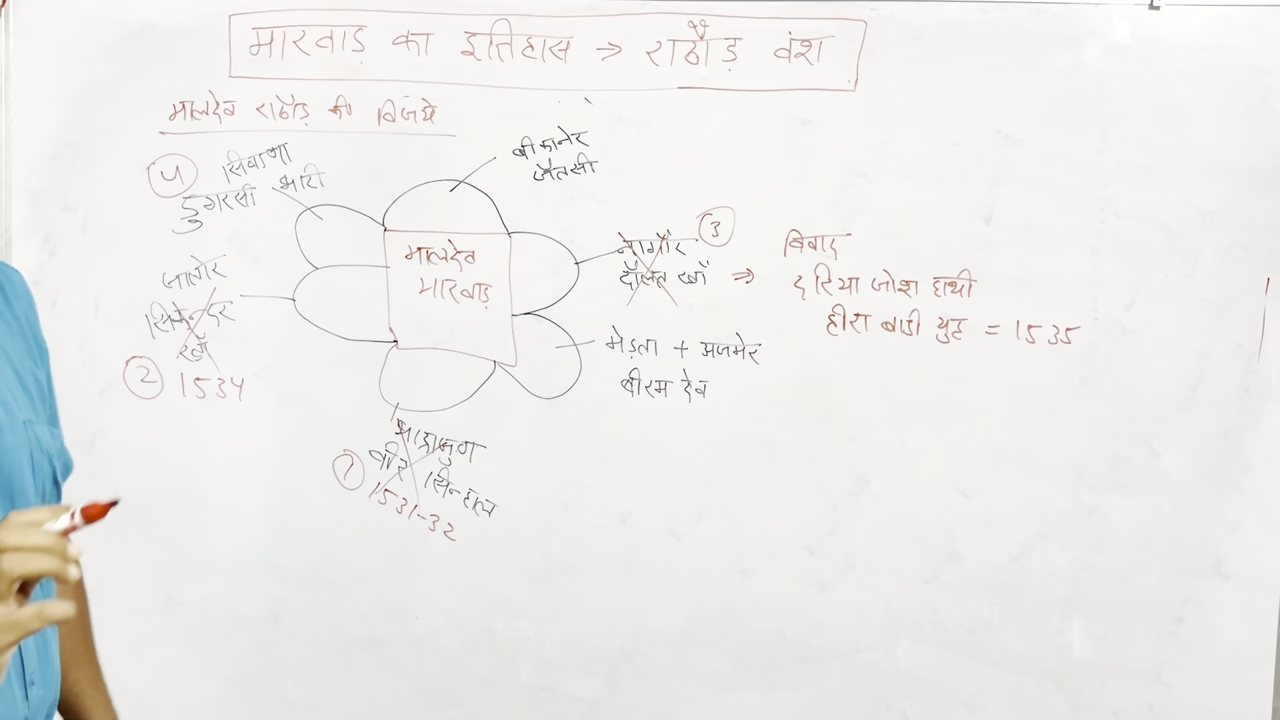 मारवाड़ का इतिहास → राठौड़ वंश
मालदेव राठौड़ की विजये
4
सिवाणा
डुगरसी भाटी
बीकानेर
जैतसी
जालोर
सिकन्दर
खाँ
2
1534
मालदेव
मारवाड़
नागौर
दौलत खाँ ⇒
3
विवाद
दरिया जोश हाथी
हीरा बाडी युद्ध = 1535
मेड़ता + अजमेर
वीरम देव
1
भाद्राजुण
वीर सिन्हल
1531-32